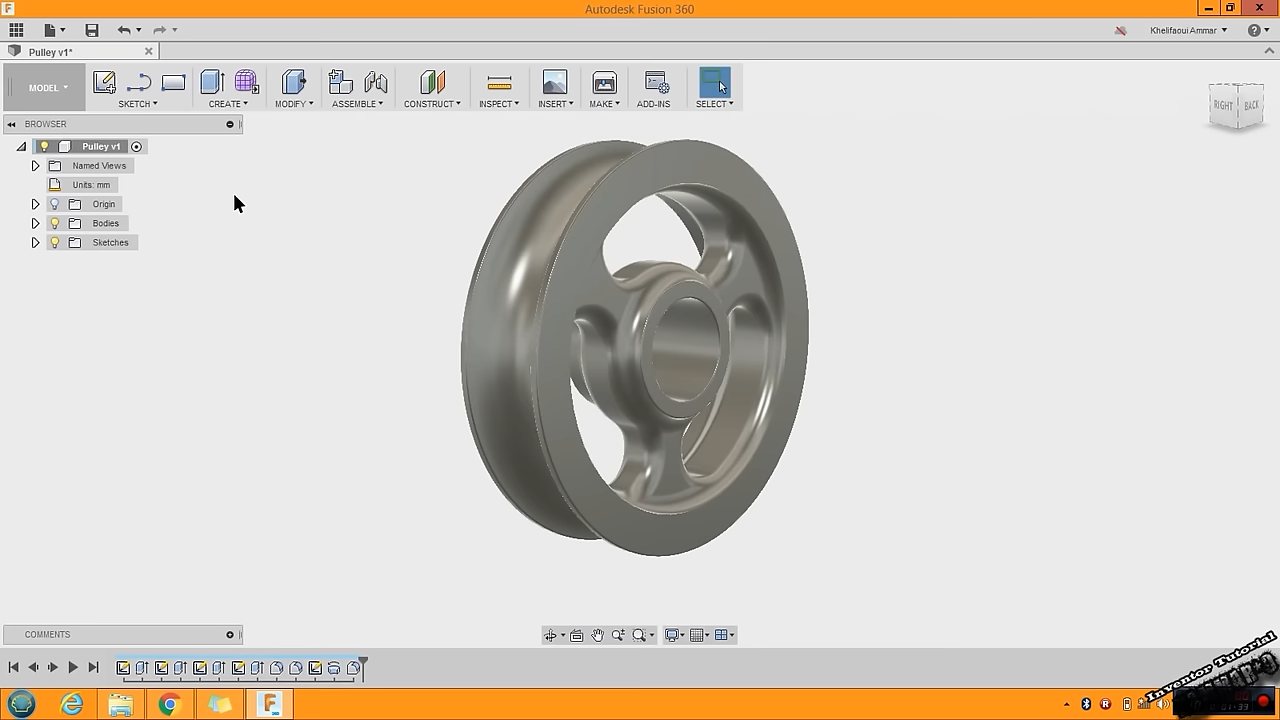 Autodesk Fusion 360
Khelifaoui Ammar
Pulley v1*
MODEL
SKETCH
CREATE
MODIFY
ASSEMBLE
CONSTRUCT
INSPECT
INSERT
MAKE
ADD-INS
SELECT
RIGHT
BACK
BROWSER
Pulley v1
Named Views
Units: mm
Origin
Bodies
Sketches
COMMENTS
Inventor Tutorial